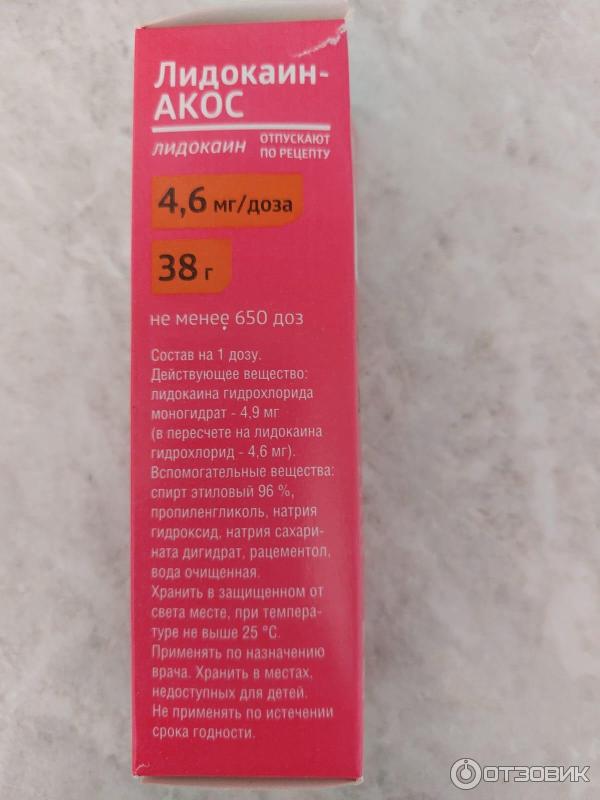 Лидокаин-
АКОС
лидокаин
ОТПУСКАЮТ
ПО РЕЦЕПТУ
4,6 мг/доза
38 г
не менее 650 доз
Состав на 1 дозу.
Действующее вещество:
лидокаина гидрохлорида
моногидрат - 4,9 мг
(в пересчете на лидокаина
гидрохлорид - 4,6 мг).
Вспомогательные вещества:
спирт этиловый 96 %,
пропиленгликоль, натрия
гидроксид, натрия сахари-
ната дигидрат, рацементол,
вода очищенная.
Хранить в защищенном от
света месте, при темпера-
туре не выше 25 °С.
Применять по назначению
врача. Хранить в местах,
недоступных для детей.
Не применять по истечении
срока годности.
ОТЗОВИК